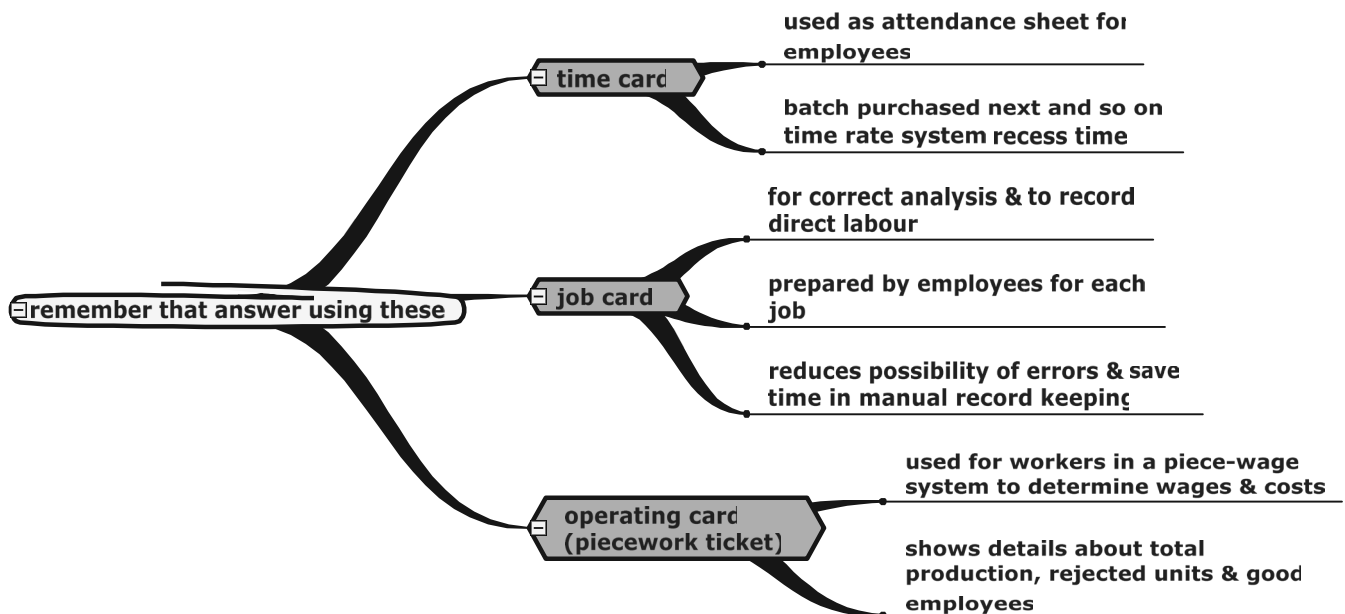 remember that answer using these
time card
used as attendance sheet for
employees
batch purchased next and so on
time rate system recess time
job card
for correct analysis & to record
direct labour
prepared by employees for each
job
reduces possibility of errors & save
time in manual record keeping
operating card
(piecework ticket)
used for workers in a piece-wage
system to determine wages & costs
shows details about total
production, rejected units & good
employees